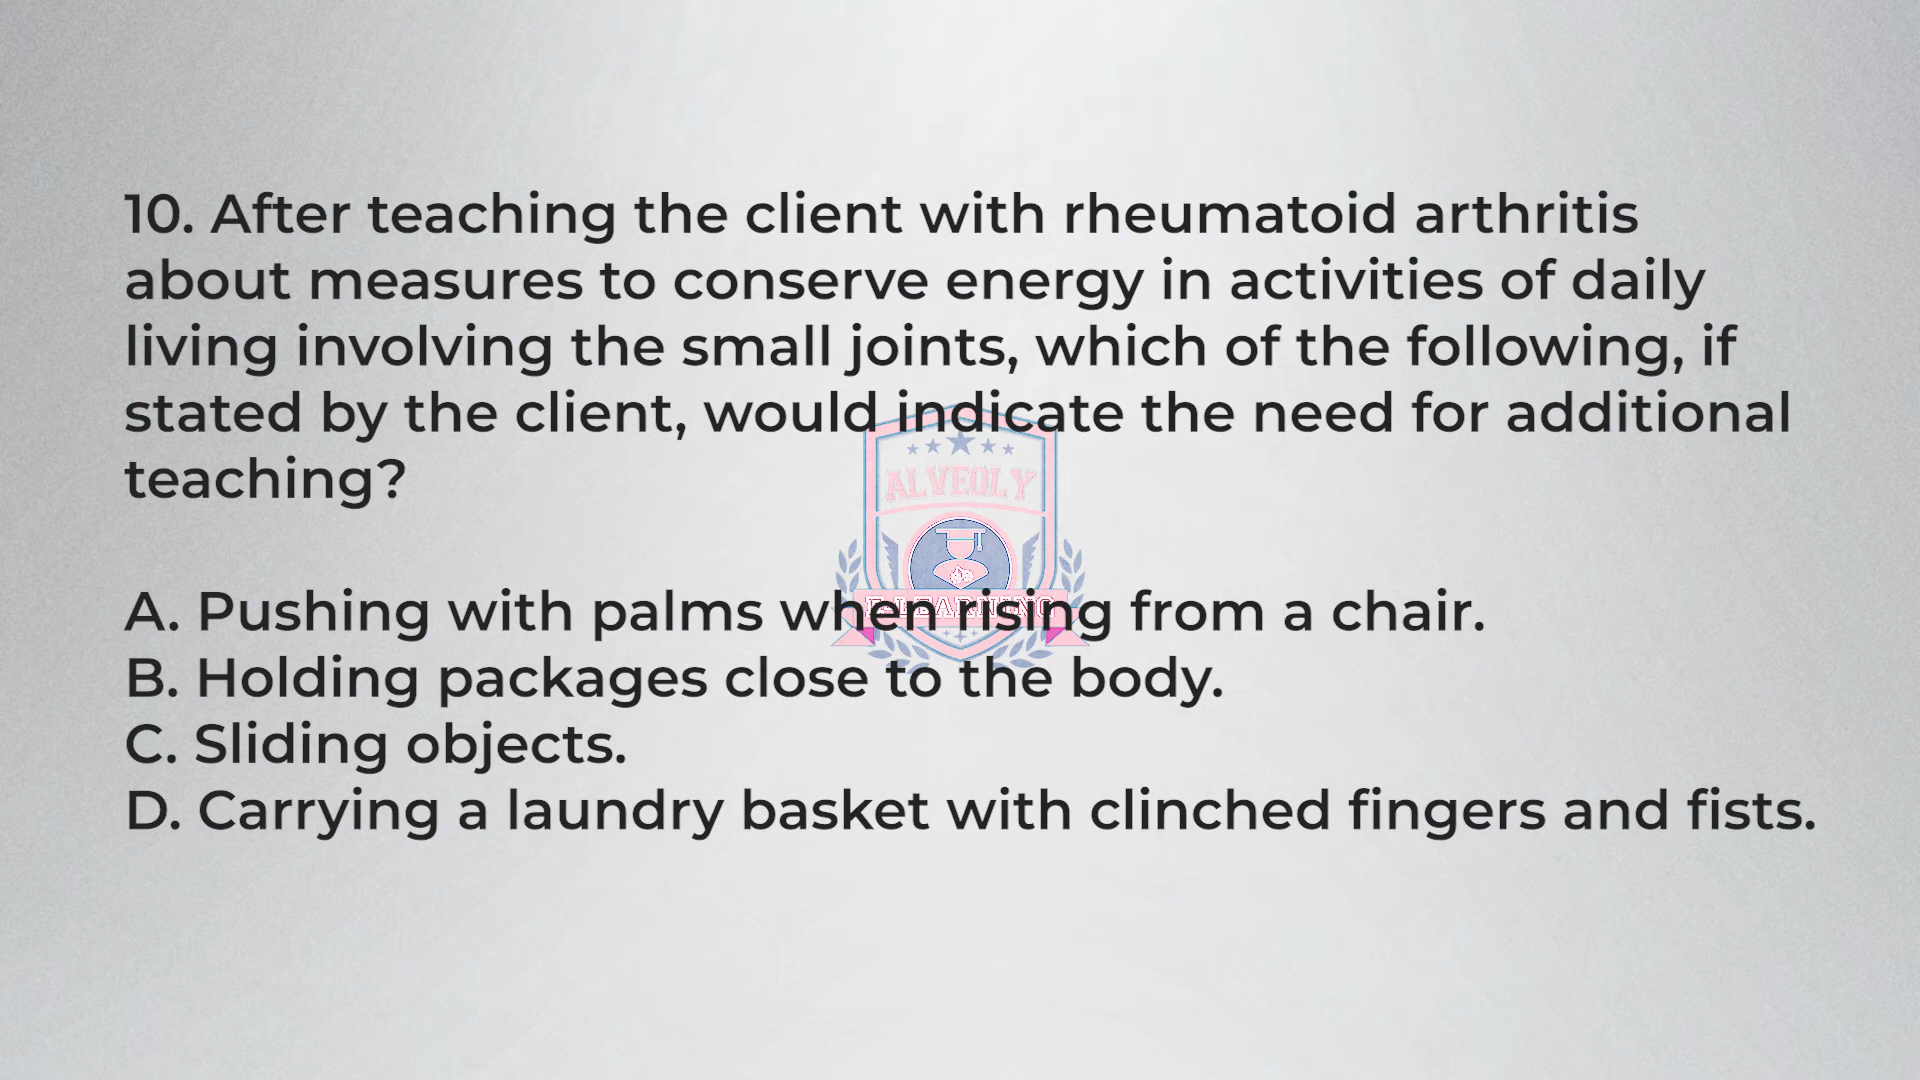 10. After teaching the client with rheumatoid arthritis
about measures to conserve energy in activities of daily
living involving the small joints, which of the following, if
stated by the client, would indicate the need for additional
teaching?
ALVEOLY
E-LEARNING
A. Pushing with palms when rising from a chair.
B. Holding packages close to the body.
C. Sliding objects.
D. Carrying a laundry basket with clinched fingers and fists.